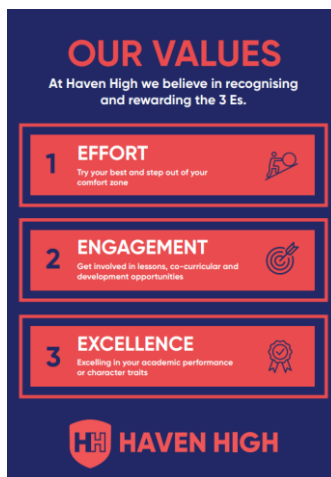 OUR VALUES
At Haven High we believe in recognising
and rewarding the 3 Es.
1
EFFORT
Try your best and step out of your
comfort zone
2
ENGAGEMENT
Get involved in lessons, co-curricular and
development opportunities
3
EXCELLENCE
Excelling in your academic performance
or character traits
HH HAVEN HIGH